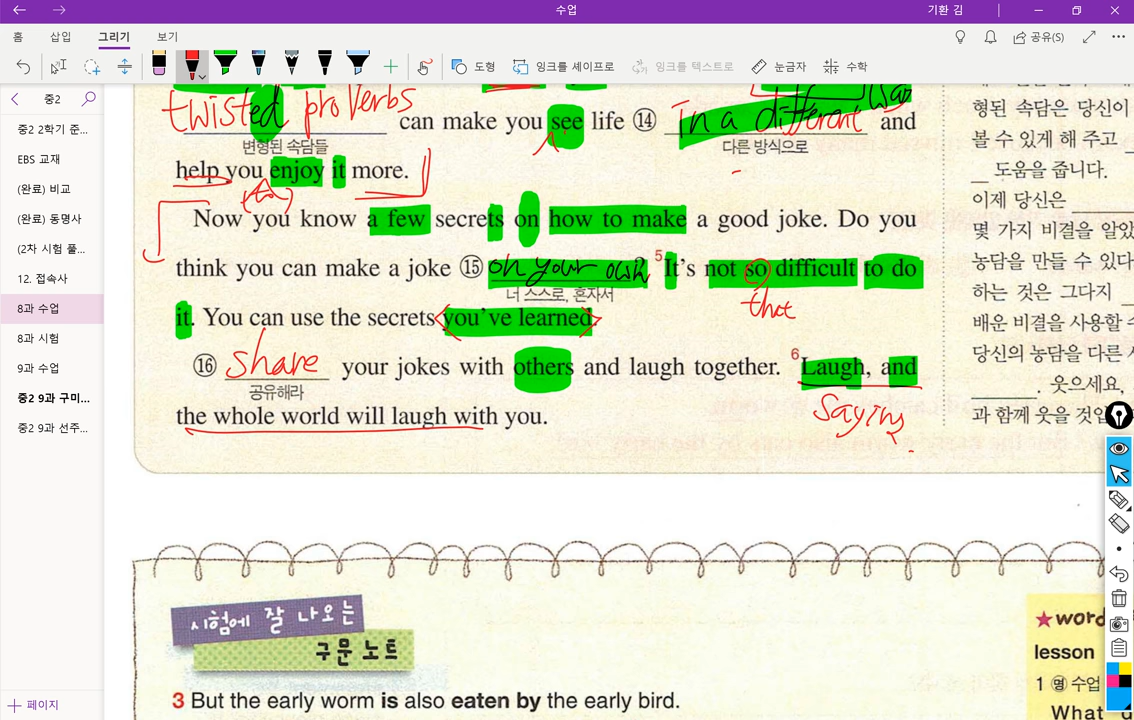 수업
기환 김
홈 삽입 그리기 보기
공유(S)
도형 잉크를 셰이프로 잉크를 텍스트로 눈금자 수학
중2
중2 2학기 준...
EBS 교재
(완료) 비교
(완료) 동명사
(2차 시험 풀...
12. 접속사
8과 수업
8과 시험
9과 수업
중2 9과 구미...
중2 9과 선주...
페이지
twisted proverbs can make you see life ⑭ in a different way and
변형된 속담들 다른 방식으로
help you enjoy it more.
(to)
Now you know a few secrets on how to make a good joke. Do you
think you can make a joke ⑮ on your own? 5 It's not so difficult to do
너 스스로, 혼자서
that
it. You can use the secrets you've learned.
⑯ share your jokes with others and laugh together. 6 Laugh, and
공유해라
saying
the whole world will laugh with you.
형된 속담은 당신이
볼 수 있게 해 주고
도움을 줍니다.
이제 당신은
몇 가지 비결을 알았
농담을 만들 수 있다
하는 것은 그다지
배운 비결을 사용할 수
당신의 농담을 다른 사
웃으세요,
과 함께 웃을 것입
시험에 잘 나오는
구문 노트
3 But the early worm is also eaten by the early bird.
★word
lesson
1 명 수업
What d